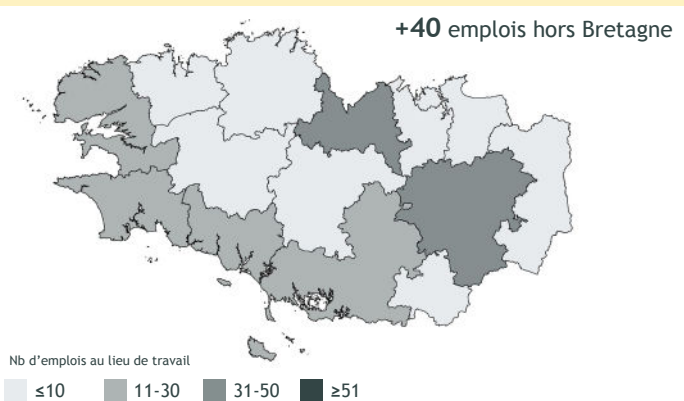 +40 emplois hors Bretagne
Nb d’emplois au lieu de travail
≤10 11-30 31-50 ≥51